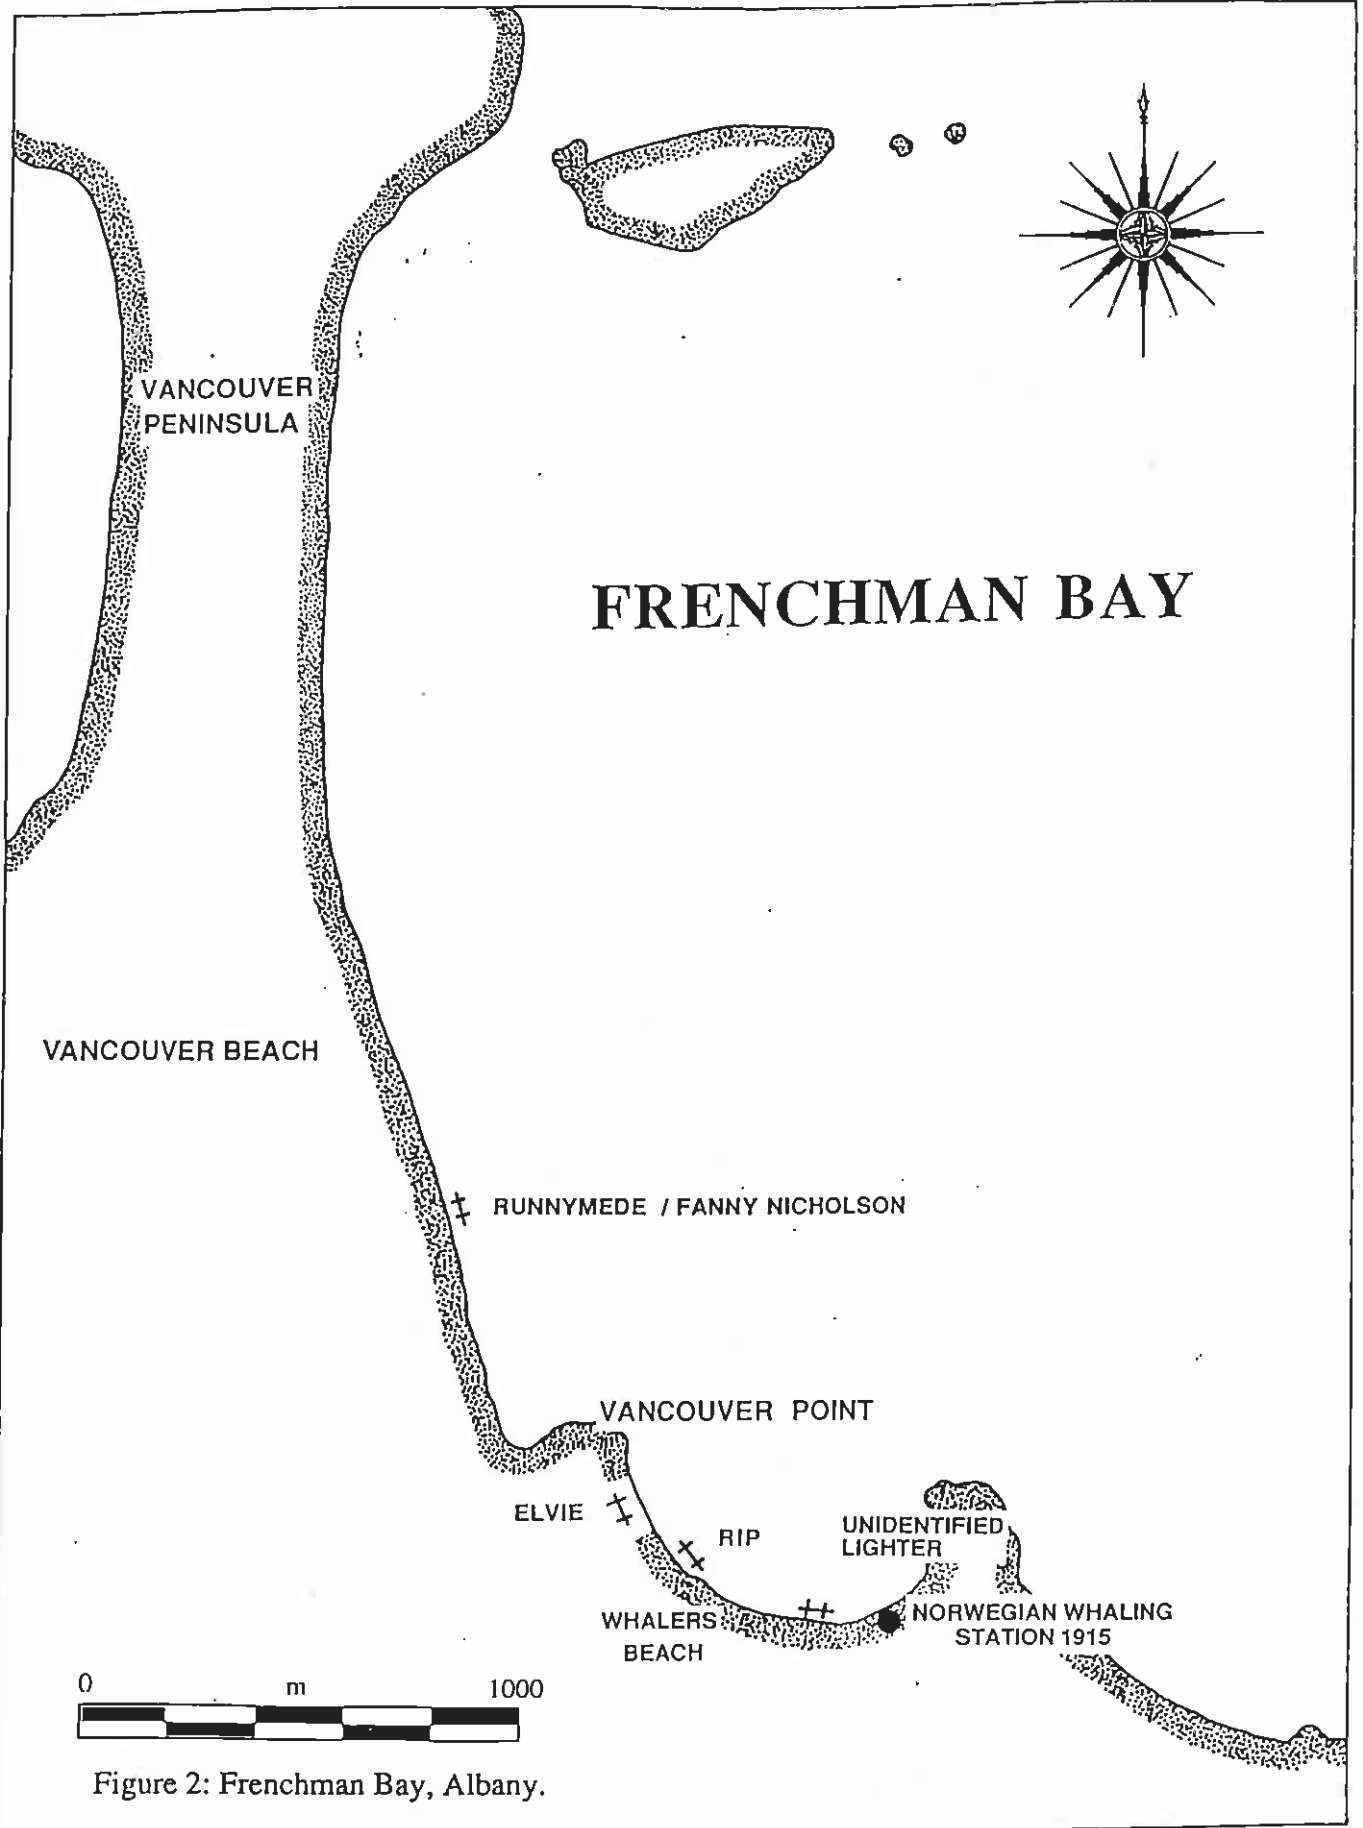 VANCOUVER
PENINSULA
FRENCHMAN BAY
VANCOUVER BEACH
RUNNYMEDE / FANNY NICHOLSON
VANCOUVER POINT
ELVIE
RIP
UNIDENTIFIED
LIGHTER
WHALERS
BEACH
NORWEGIAN WHALING
STATION 1915
0 m 1000
Figure 2: Frenchman Bay, Albany.